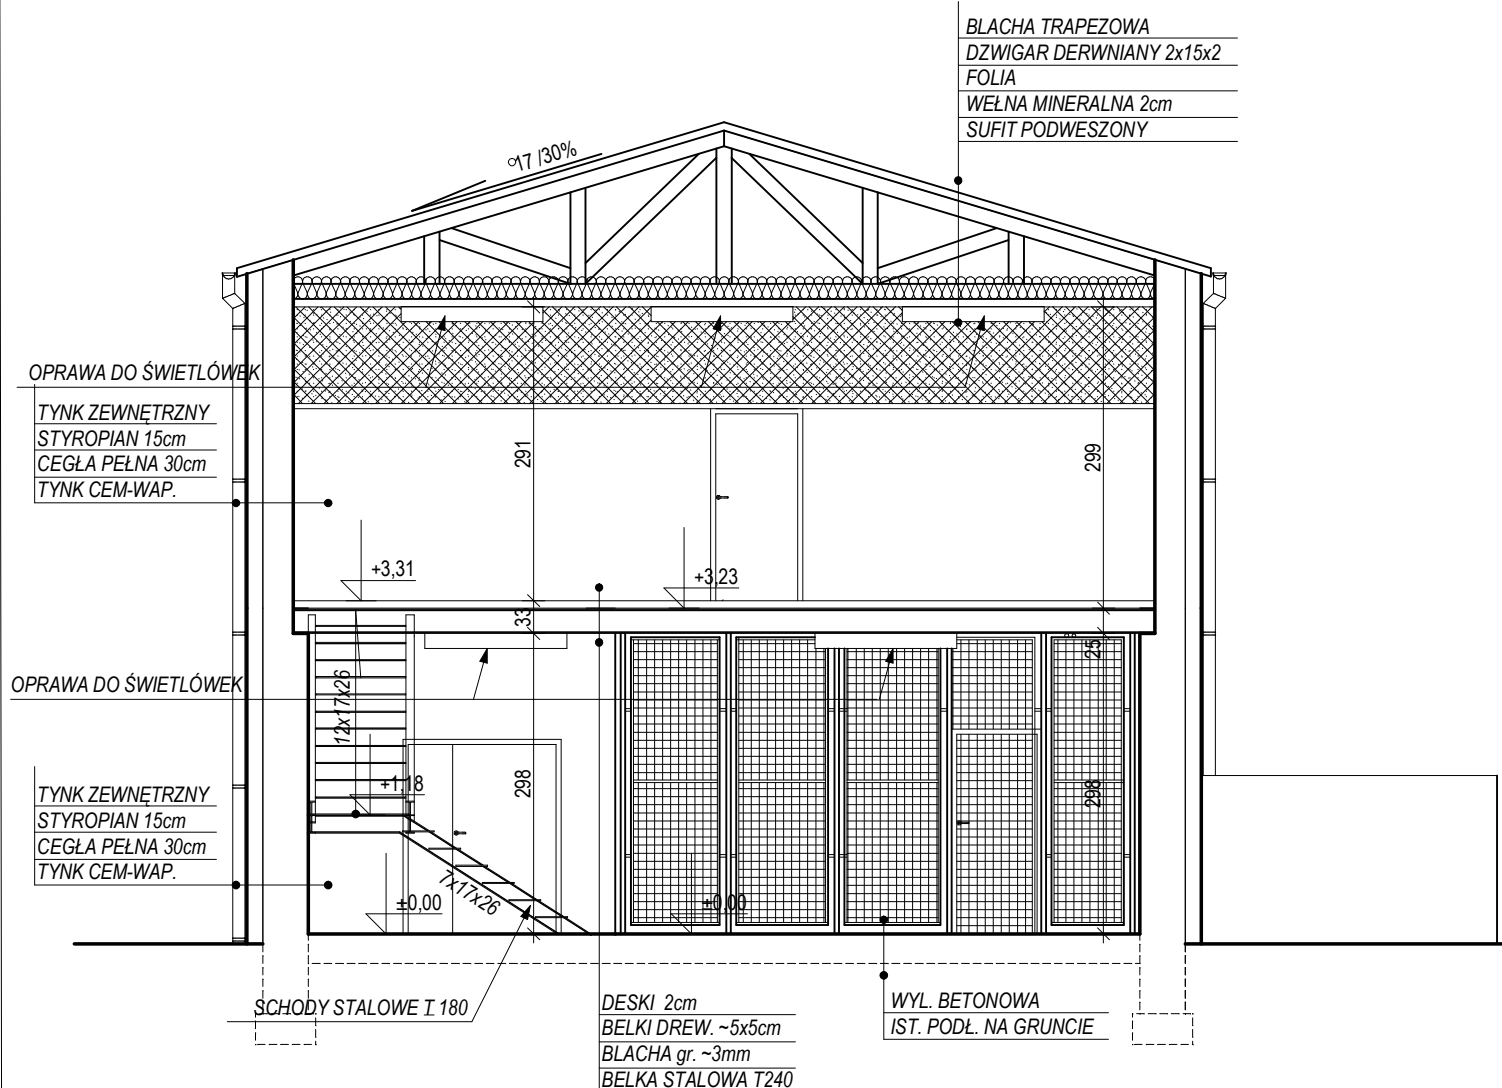 BLACHA TRAPEZOWA
DZWIGAR DERWNIANY 2x15x2
FOLIA
WEŁNA MINERALNA 2cm
SUFIT PODWESZONY
°17 /30%
OPRAWA DO ŚWIETLÓWEK
TYNK ZEWNĘTRZNY
STYROPIAN 15cm
CEGŁA PEŁNA 30cm
TYNK CEM-WAP.
291
299
+3,31
+3,23
33
25
OPRAWA DO ŚWIETLÓWEK
12x17x26
+1,18
298
298
TYNK ZEWNĘTRZNY
STYROPIAN 15cm
CEGŁA PEŁNA 30cm
TYNK CEM-WAP.
7x17x26
±0,00
±0,00
SCHODY STALOWE I 180
DESKI 2cm
BELKI DREW. ~5x5cm
BLACHA gr. ~3mm
BELKA STALOWA T240
WYL. BETONOWA
IST. PODŁ. NA GRUNCIE